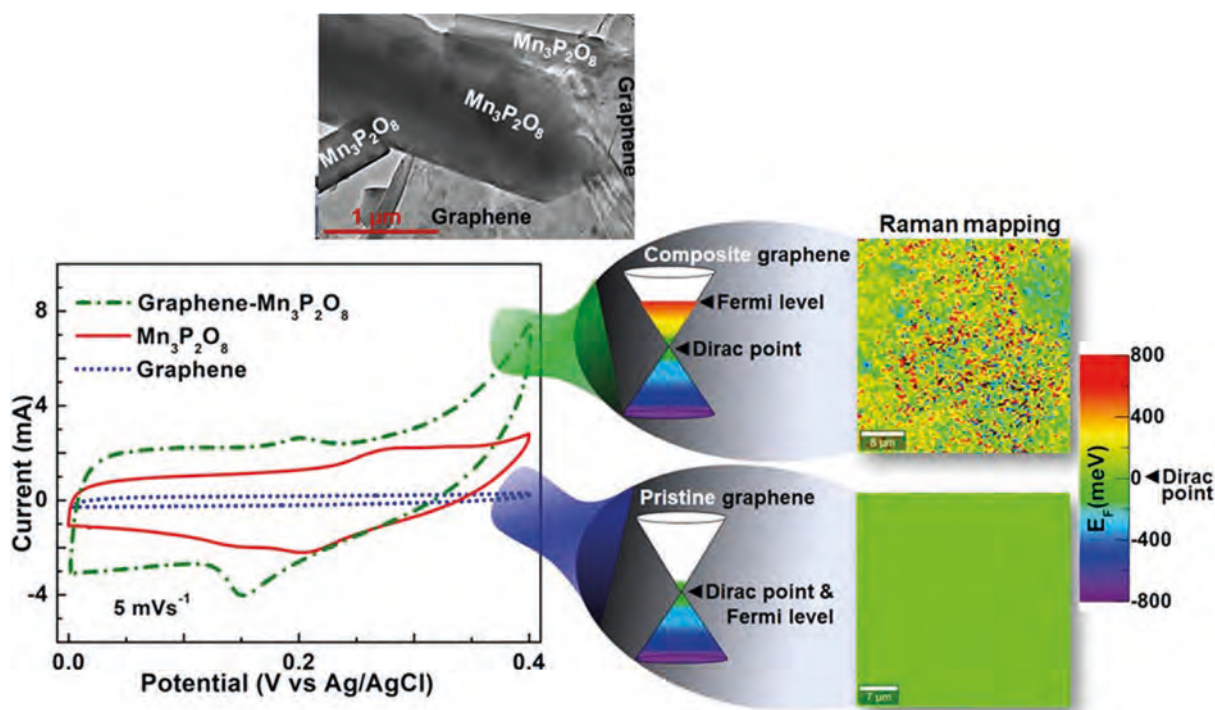 Mn₃P₂O₈
Mn₃P₂O₈
Mn₃P₂O₈
Graphene
1 µm
Graphene
Raman mapping
Composite graphene
Fermi level
Dirac point
5 µm
Graphene-Mn₃P₂O₈
Mn₃P₂O₈
Graphene
8
4
0
-4
Current (mA)
5 mVs⁻¹
0.0
0.2
0.4
Potential (V vs Ag/AgCl)
Pristine graphene
Dirac point &
Fermi level
7 µm
800
400
0
-400
-800
E_F (meV)
Dirac
point